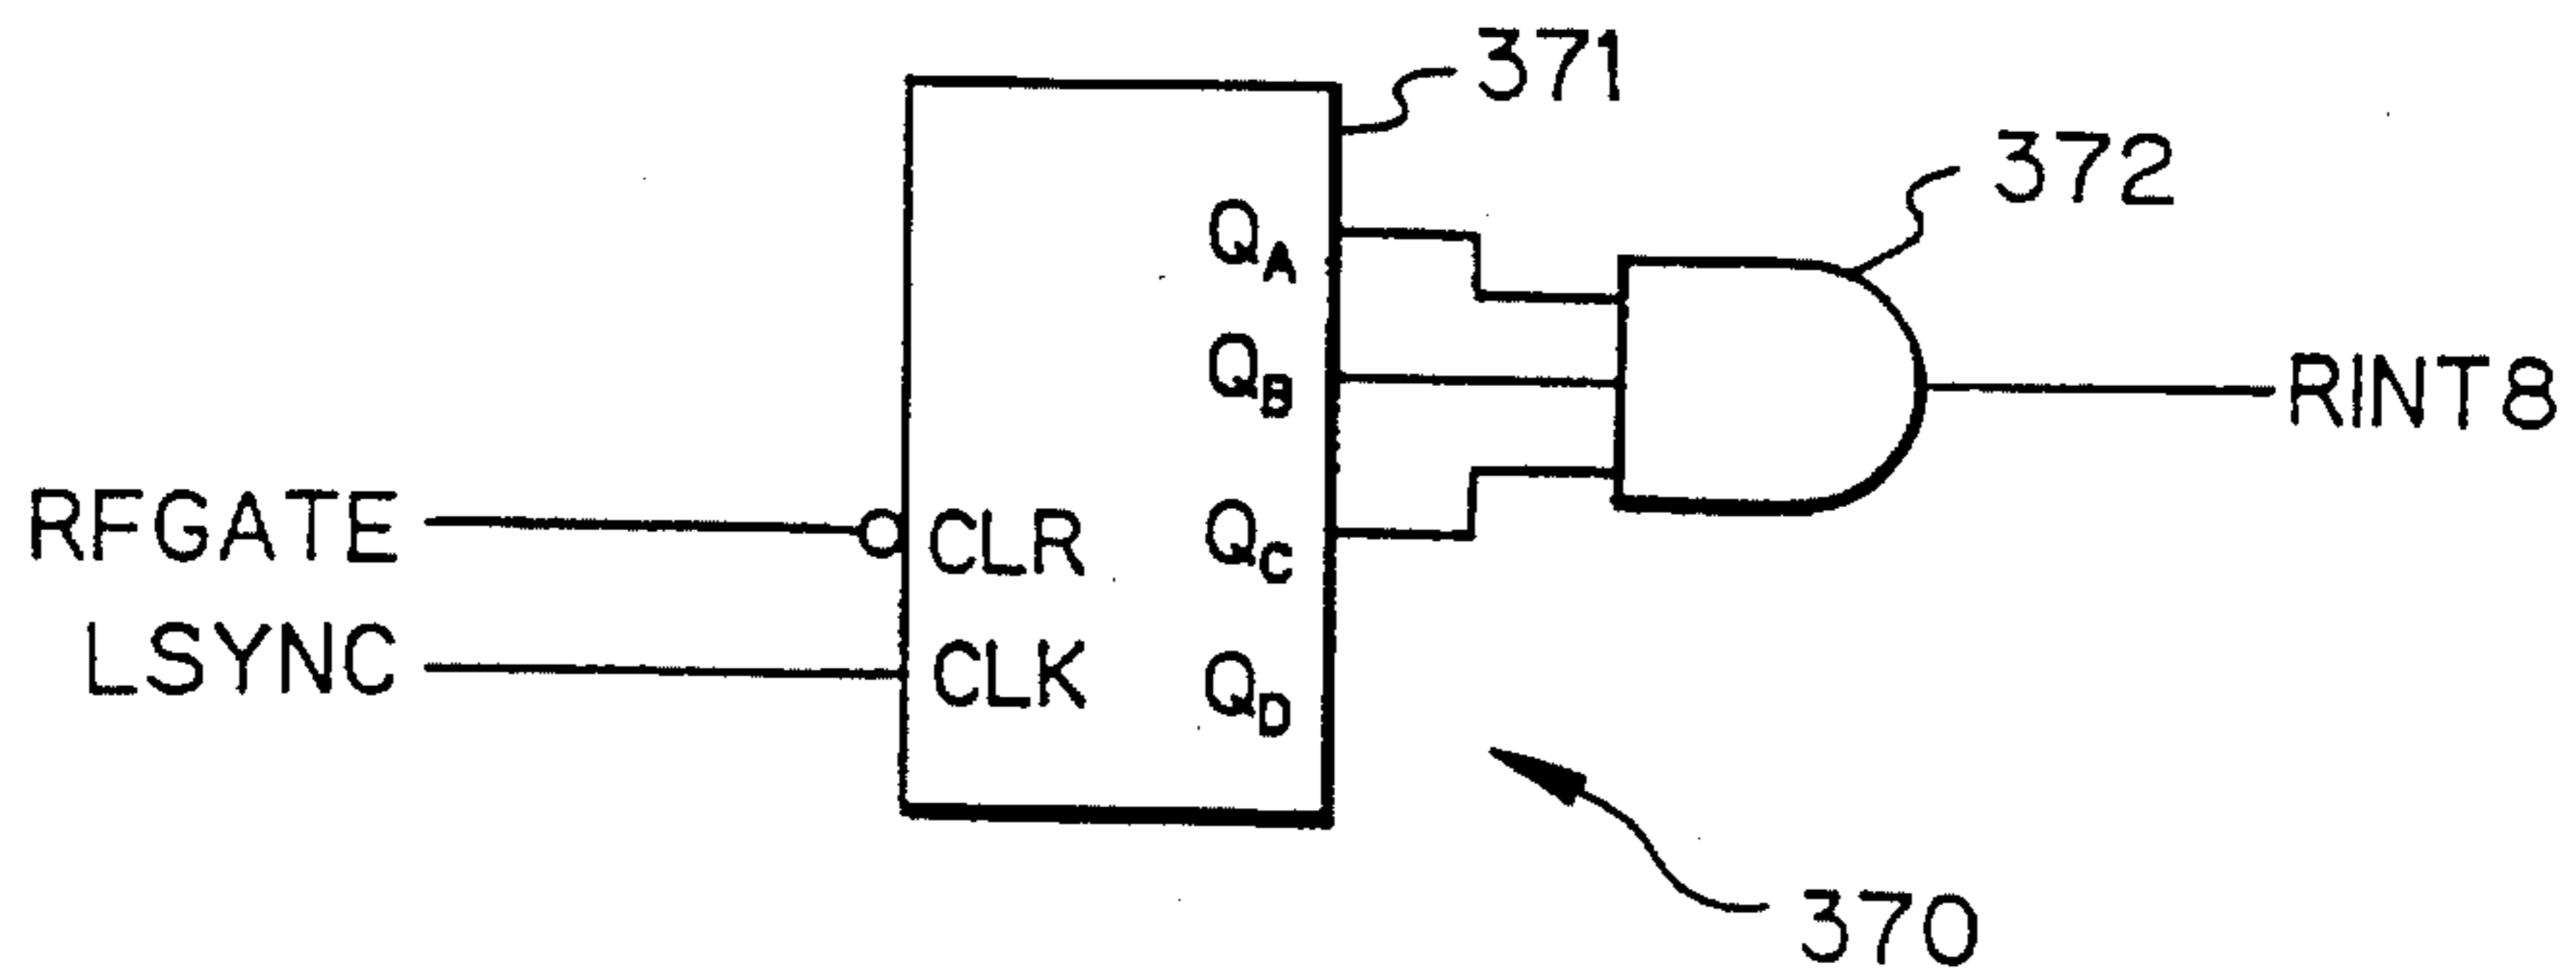 371
372
QA
QB
RINT8
QC
RFGATE
CLR
LSYNC
CLK
QD
370